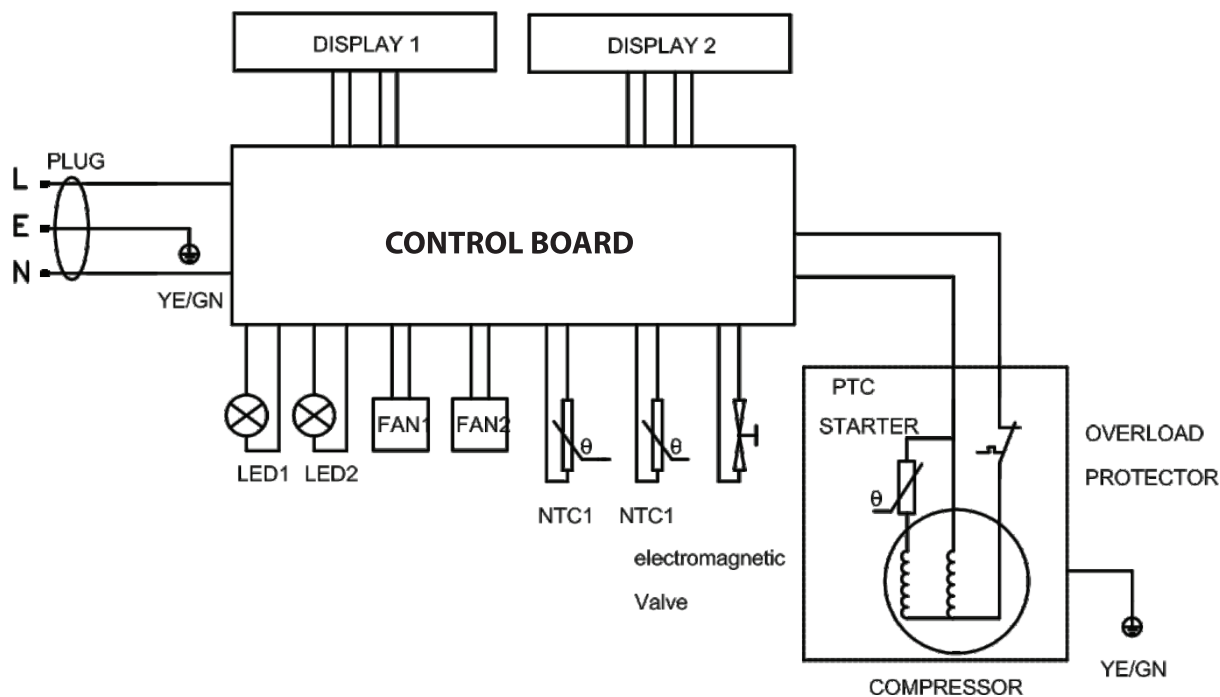 DISPLAY 1
DISPLAY 2
PLUG
L
E
N
YE/GN
CONTROL BOARD
LED1
LED2
FAN1
FAN2
θ
θ
NTC1
NTC1
electromagnetic
Valve
PTC
STARTER
θ
OVERLOAD
PROTECTOR
YE/GN
COMPRESSOR